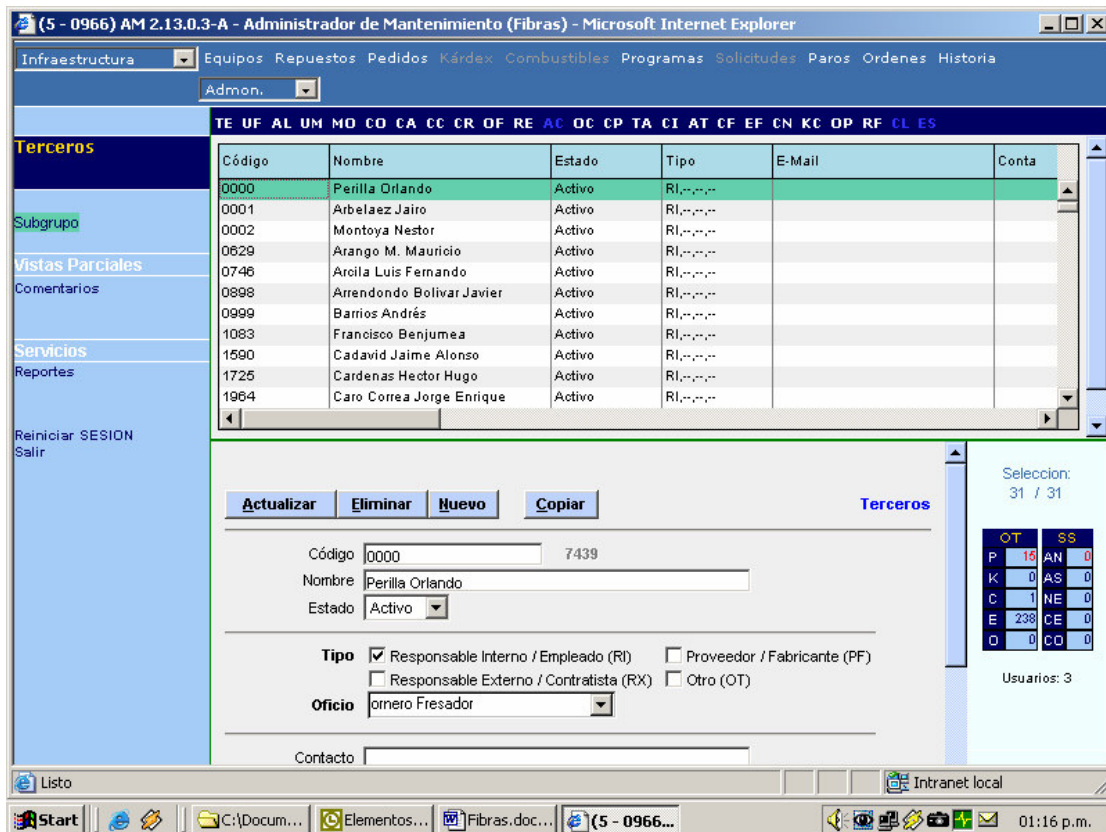 (5 - 0966) AM 2.13.0.3-A - Administrador de Mantenimiento (Fibras) - Microsoft Internet Explorer
Infraestructura Equipos Repuestos Pedidos Kárdex Combustibles Programas Solicitudes Paros Ordenes Historia
Admon.
TE UF AL UM MO CO CA CC CR OF RE AC OC CP TA CI AT CF EF CN KC OP RF CL ES
Terceros
Subgrupo
Vistas Parciales
Comentarios
Servicios
Reportes
Reiniciar SESION
Salir
Código Nombre Estado Tipo E-Mail Conta
0000 Perilla Orlando Activo RI,--,--,--
0001 Arbelaez Jairo Activo RI,--,--,--
0002 Montoya Nestor Activo RI,--,--,--
0629 Arango M. Mauricio Activo RI,--,--,--
0746 Arcila Luis Fernando Activo RI,--,--,--
0898 Arrendondo Bolivar Javier Activo RI,--,--,--
0999 Barrios Andrés Activo RI,--,--,--
1083 Francisco Benjumea Activo RI,--,--,--
1590 Cadavid Jaime Alonso Activo RI,--,--,--
1725 Cardenas Hector Hugo Activo RI,--,--,--
1964 Caro Correa Jorge Enrique Activo RI,--,--,--
Actualizar Eliminar Nuevo Copiar Terceros
Código 0000 7439
Nombre Perilla Orlando
Estado Activo
Tipo Responsable Interno / Empleado (RI) Proveedor / Fabricante (PF)
Responsable Externo / Contratista (RX) Otro (OT)
Oficio ornero Fresador
Contacto
Seleccion:
31 / 31
OT SS
P 15 AN 0
K 0 AS 0
C 1 NE 0
E 238 CE 0
O 0 CO 0
Usuarios: 3
Listo Intranet local
Start C:\Docum... Elementos... Fibras.doc... (5 - 0966... 01:16 p.m.